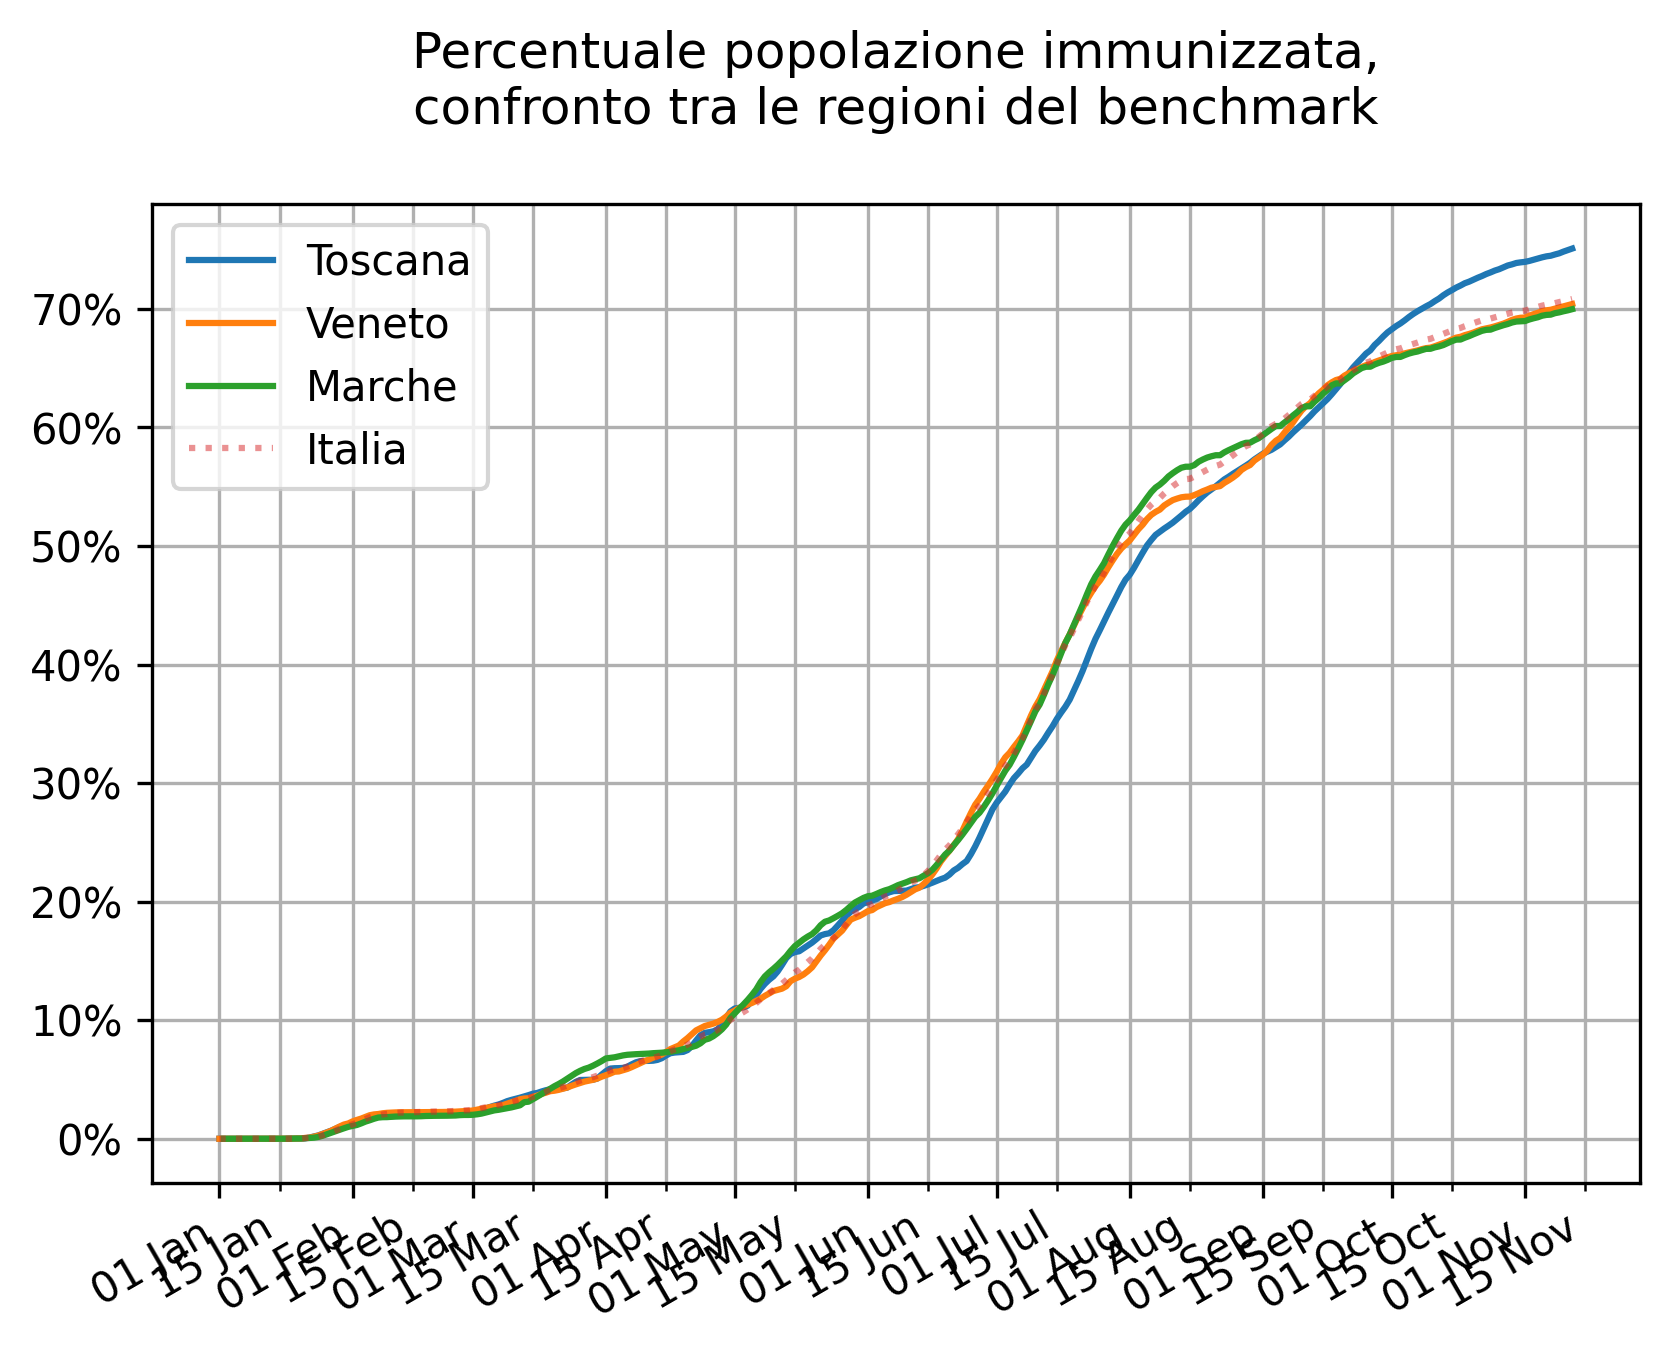 Percentuale popolazione immunizzata,
confronto tra le regioni del benchmark
Toscana
Veneto
Marche
Italia
70%
60%
50%
40%
30%
20%
10%
0%
01 Jan
15 Jan
01 Feb
15 Feb
01 Mar
15 Mar
01 Apr
15 Apr
01 May
15 May
01 Jun
15 Jun
01 Jul
15 Jul
01 Aug
15 Aug
01 Sep
15 Sep
01 Oct
15 Oct
01 Nov
15 Nov